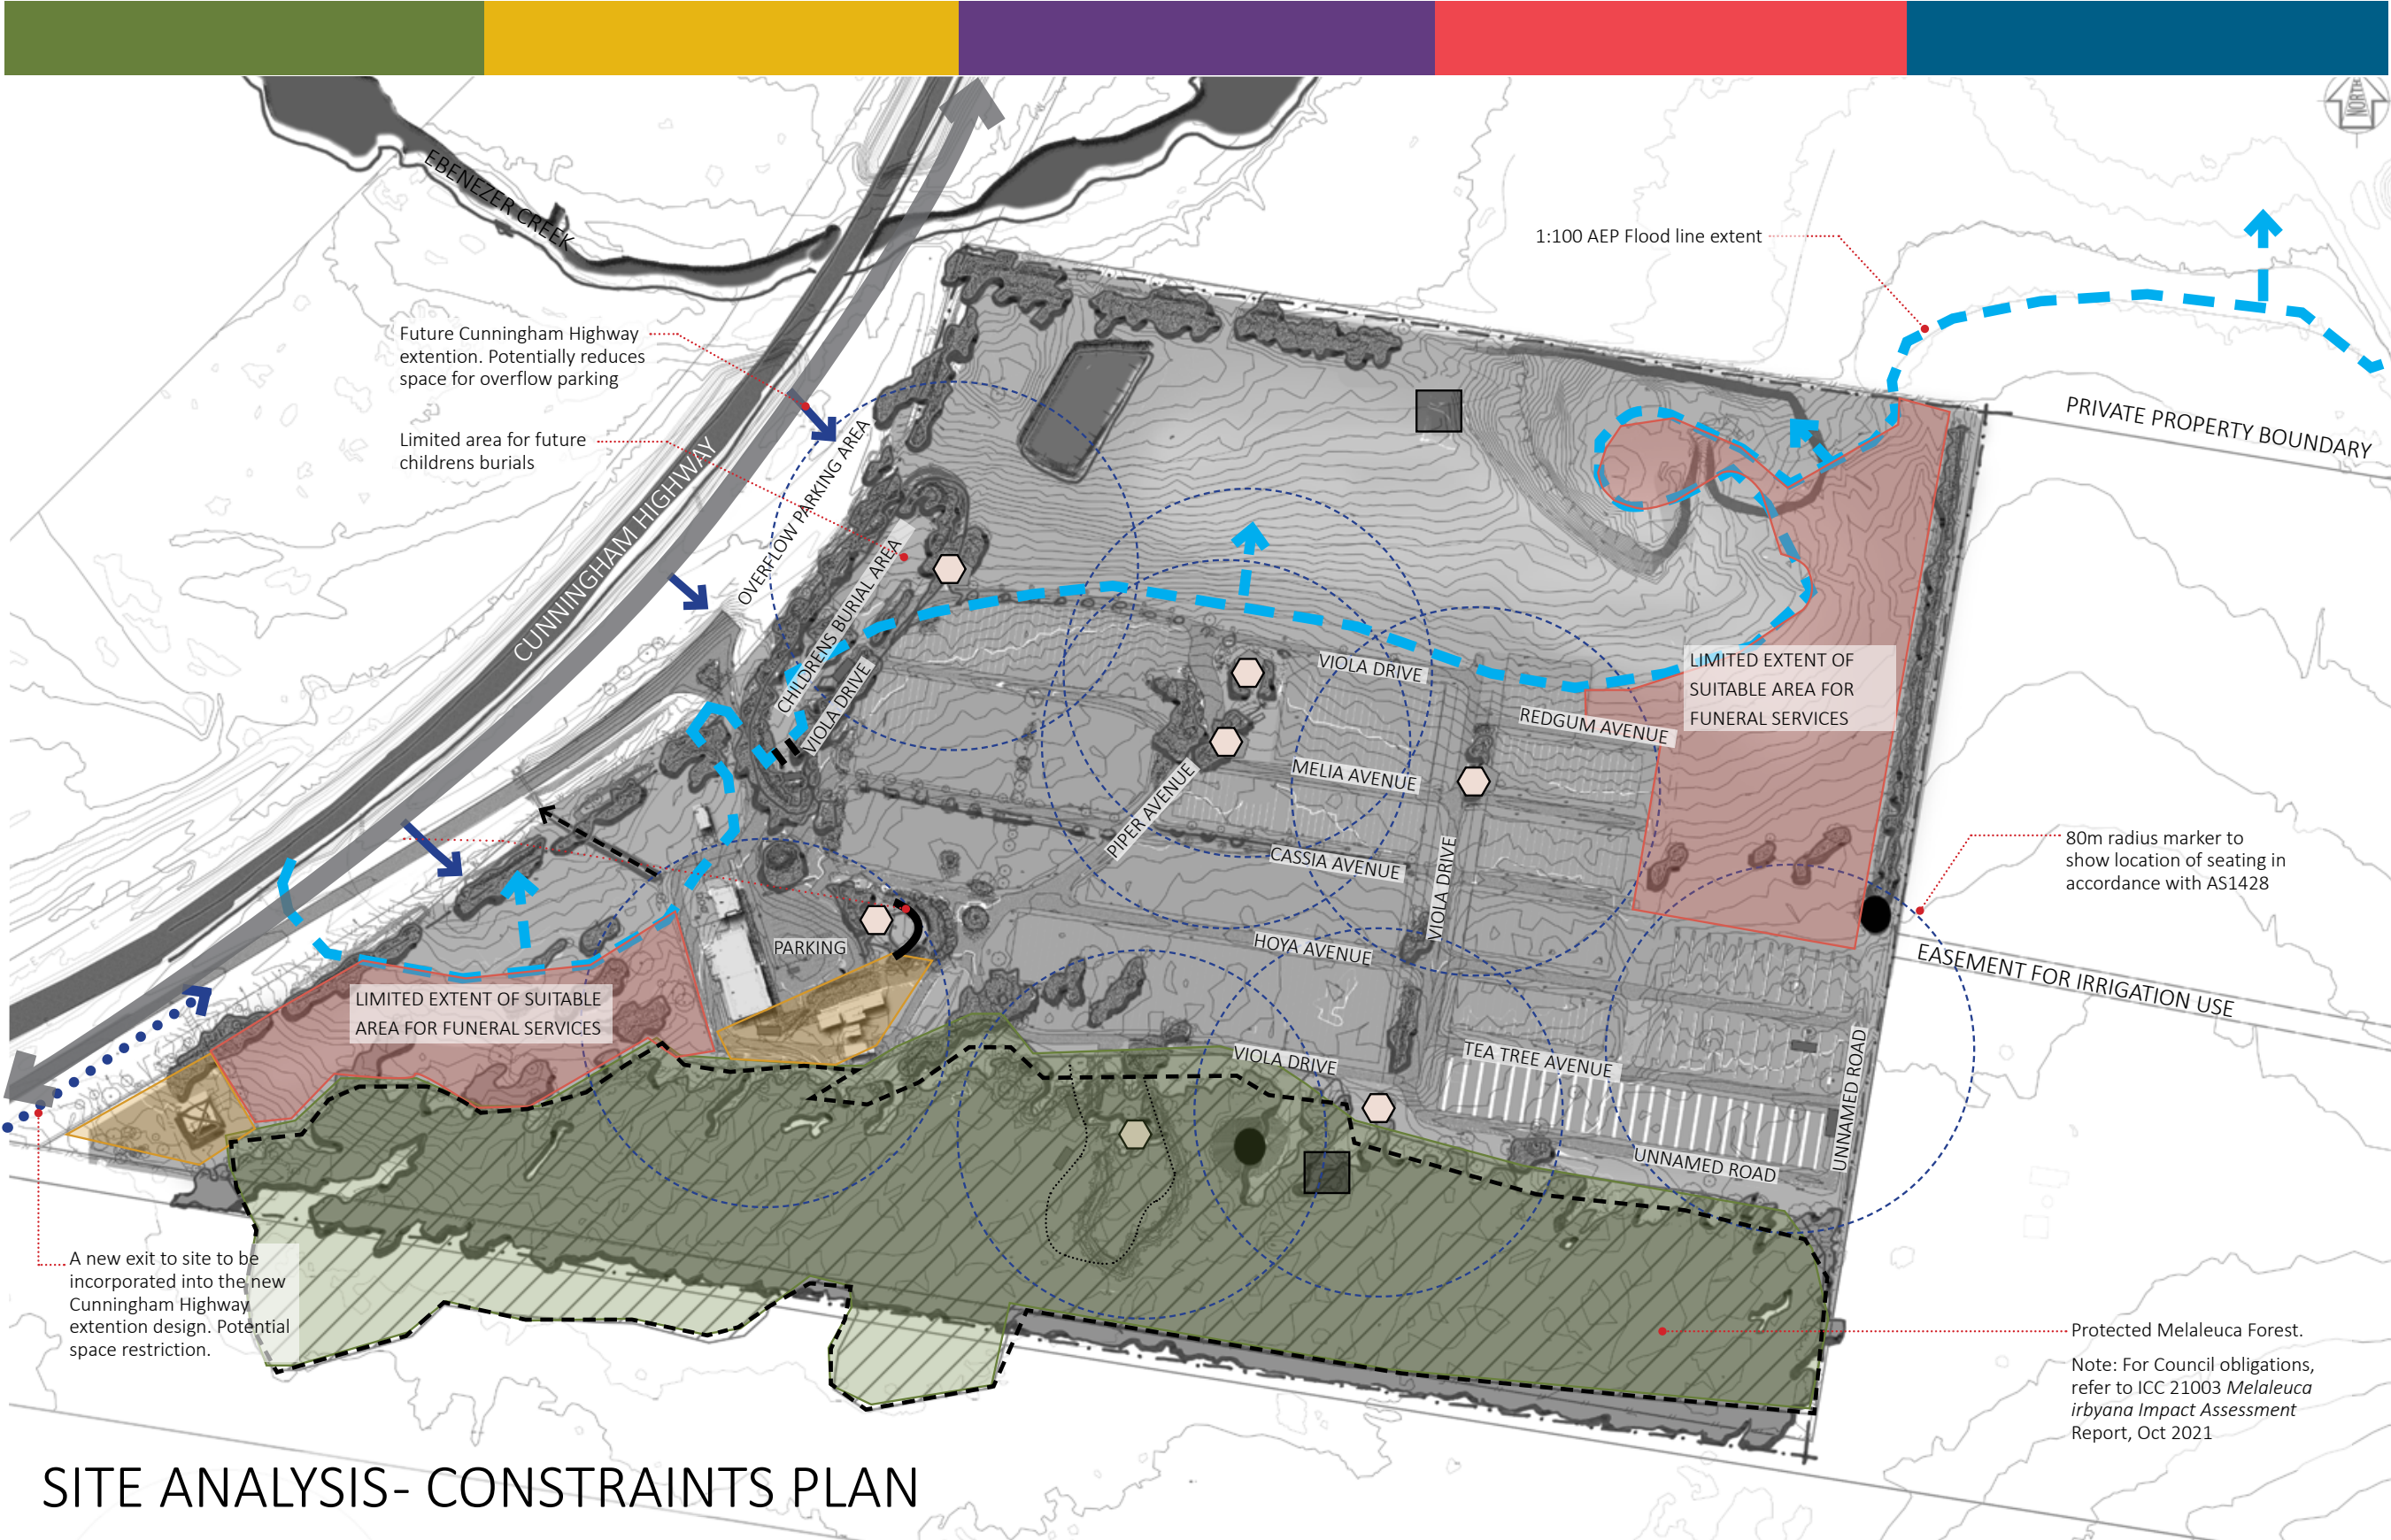 NORTH
EBENEZER CREEK
1:100 AEP Flood line extent
Future Cunningham Highway
extention. Potentially reduces
space for overflow parking
Limited area for future
childrens burials
PRIVATE PROPERTY BOUNDARY
CUNNINGHAM HIGHWAY
OVERFLOW PARKING AREA
CHILDRENS BURIAL AREA
VIOLA DRIVE
VIOLA DRIVE
LIMITED EXTENT OF
SUITABLE AREA FOR
FUNERAL SERVICES
REDGUM AVENUE
MELIA AVENUE
PIPER AVENUE
CASSIA AVENUE
VIOLA DRIVE
80m radius marker to
show location of seating in
accordance with AS1428
PARKING
HOYA AVENUE
EASEMENT FOR IRRIGATION USE
LIMITED EXTENT OF SUITABLE
AREA FOR FUNERAL SERVICES
VIOLA DRIVE
TEA TREE AVENUE
UNNAMED ROAD
UNNAMED ROAD
A new exit to site to be
incorporated into the new
Cunningham Highway
extention design. Potential
space restriction.
Protected Melaleuca Forest.
Note: For Council obligations,
refer to ICC 21003 Melaleuca
irbyana Impact Assessment
Report, Oct 2021
SITE ANALYSIS- CONSTRAINTS PLAN